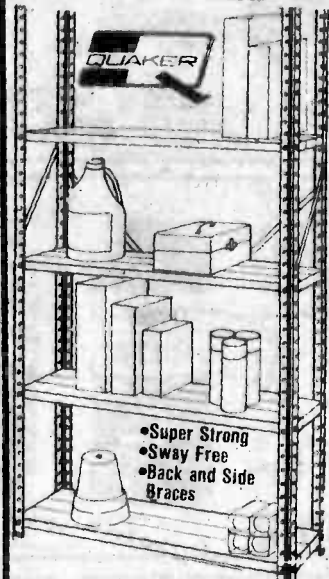 QUAKER
•Super Strong
•Sway Free
•Back and Side
Braces